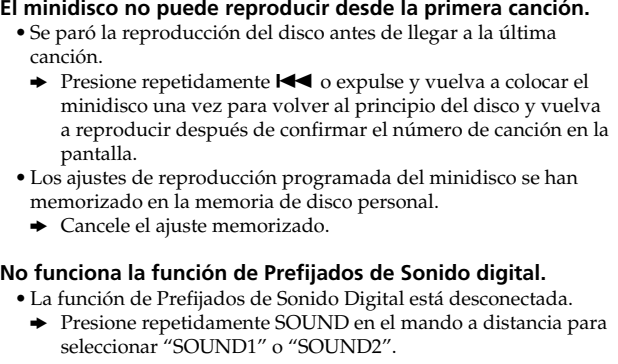 El minidisco no puede reproducir desde la primera canción.
• Se paró la reproducción del disco antes de llegar a la última
canción.
➜ Presione repetidamente ⏮ o expulse y vuelva a colocar el
minidisco una vez para volver al principio del disco y vuelva
a reproducir después de confirmar el número de canción en la
pantalla.
• Los ajustes de reproducción programada del minidisco se han
memorizado en la memoria de disco personal.
➜ Cancele el ajuste memorizado.
No funciona la función de Prefijados de Sonido digital.
• La función de Prefijados de Sonido Digital está desconectada.
➜ Presione repetidamente SOUND en el mando a distancia para
seleccionar “SOUND1” o “SOUND2”.